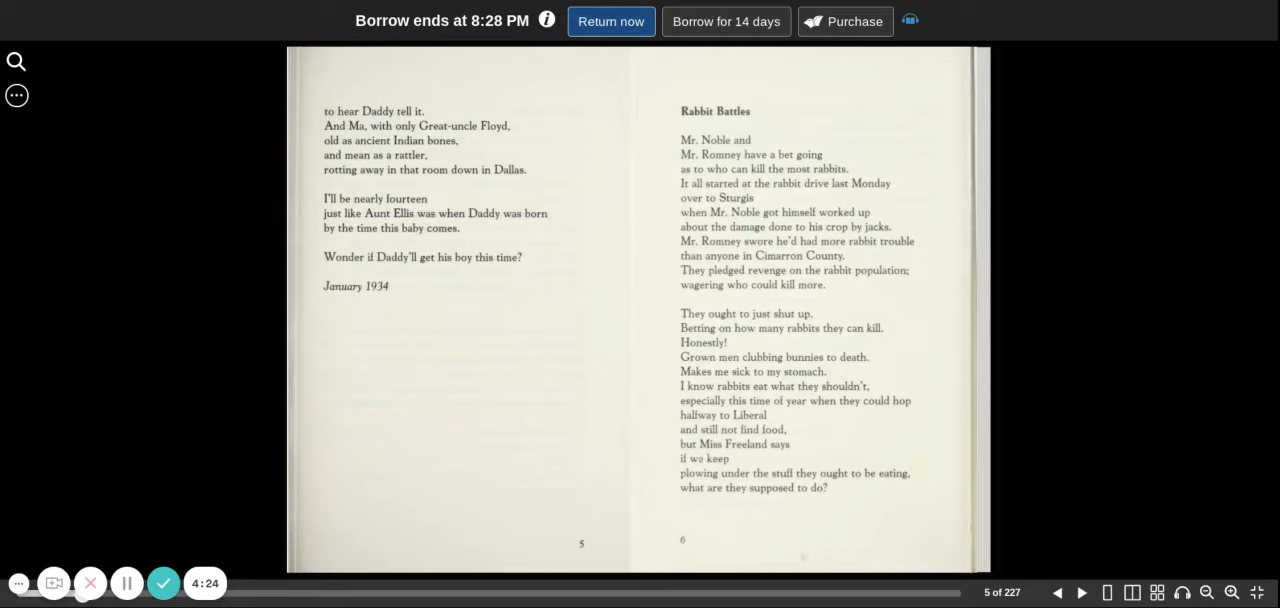 Borrow ends at 8:28 PM
Return now
Borrow for 14 days
Purchase
to hear Daddy tell it.
And Ma, with only Great-uncle Floyd,
old as ancient Indian bones,
and mean as a rattler,
rotting away in that room down in Dallas.
I'll be nearly fourteen
just like Aunt Ellis was when Daddy was born
by the time this baby comes.
Wonder if Daddy'll get his boy this time?
January 1934
5
Rabbit Battles
Mr. Noble and
Mr. Romney have a bet going
as to who can kill the most rabbits.
It all started at the rabbit drive last Monday
over to Sturgis
when Mr. Noble got himself worked up
about the damage done to his crop by jacks.
Mr. Romney swore he'd had more rabbit trouble
than anyone in Cimarron County.
They pledged revenge on the rabbit population;
wagering who could kill more.
They ought to just shut up.
Betting on how many rabbits they can kill.
Honestly!
Grown men clubbing bunnies to death.
Makes me sick to my stomach.
I know rabbits eat what they shouldn't,
especially this time of year when they could hop
halfway to Liberal
and still not find food,
but Miss Freeland says
if we keep
plowing under the stuff they ought to be eating,
what are they supposed to do?
6
4:24
5 of 227